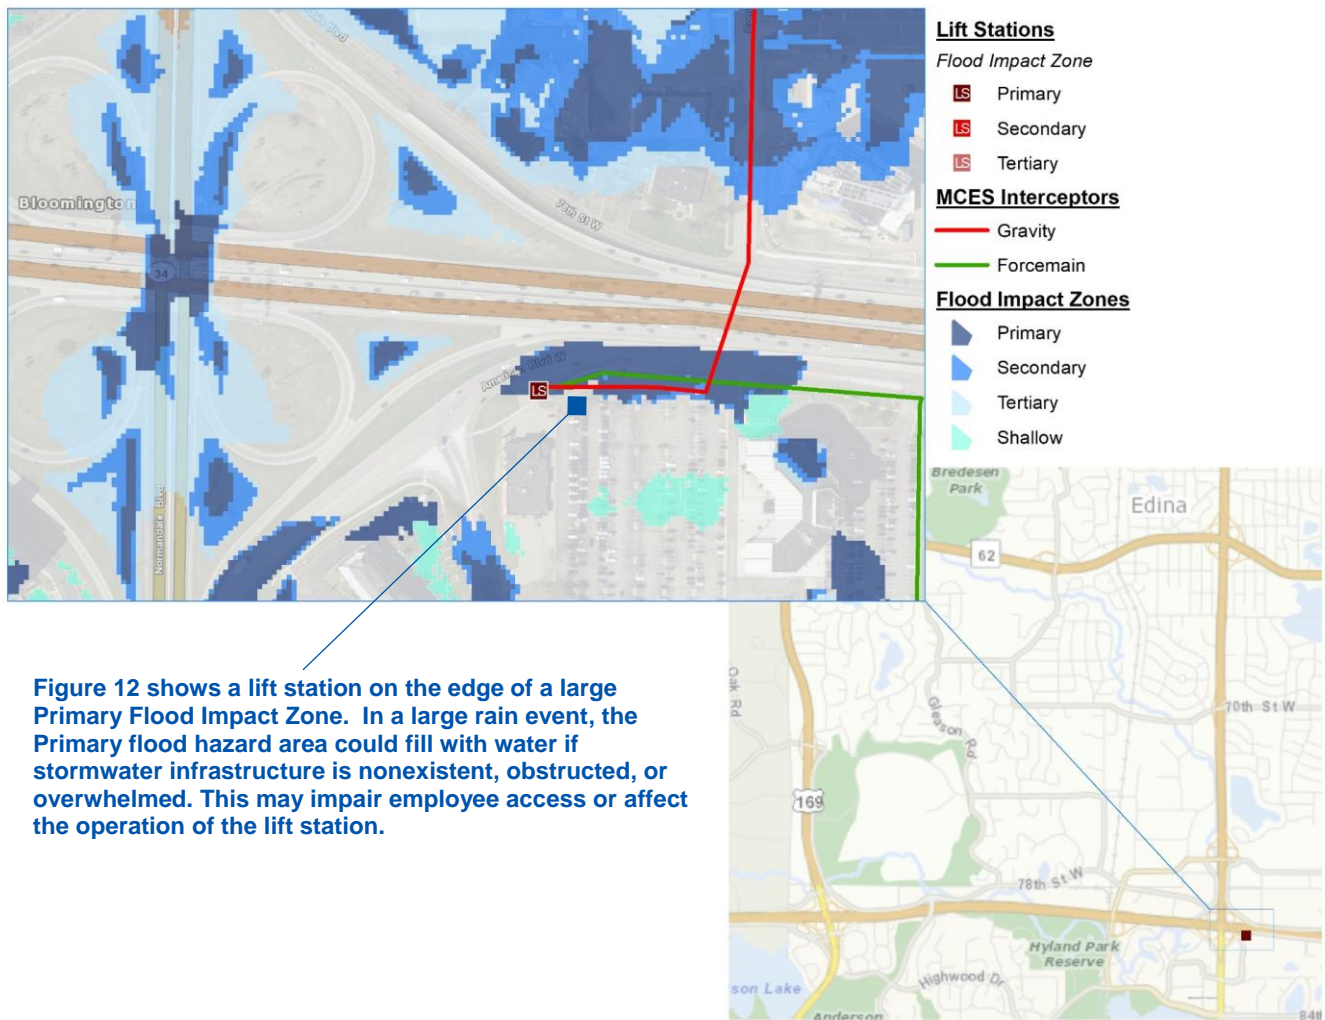 Lift Stations
Flood Impact Zone
LS Primary
LS Secondary
LS Tertiary
MCES Interceptors
Gravity
Forcemain
Flood Impact Zones
Primary
Secondary
Tertiary
Shallow
Bloomington
78th St W
34
American Blvd W
LS
Normandale Blvd
Figure 12 shows a lift station on the edge of a large
Primary Flood Impact Zone. In a large rain event, the
Primary flood hazard area could fill with water if
stormwater infrastructure is nonexistent, obstructed, or
overwhelmed. This may impair employee access or affect
the operation of the lift station.
Bredesen
Park
Edina
62
Oak Rd
Gleason Rd
70th St W
169
78th St W
Hyland Park
Reserve
Highwood Dr
son Lake
Anderson
84th